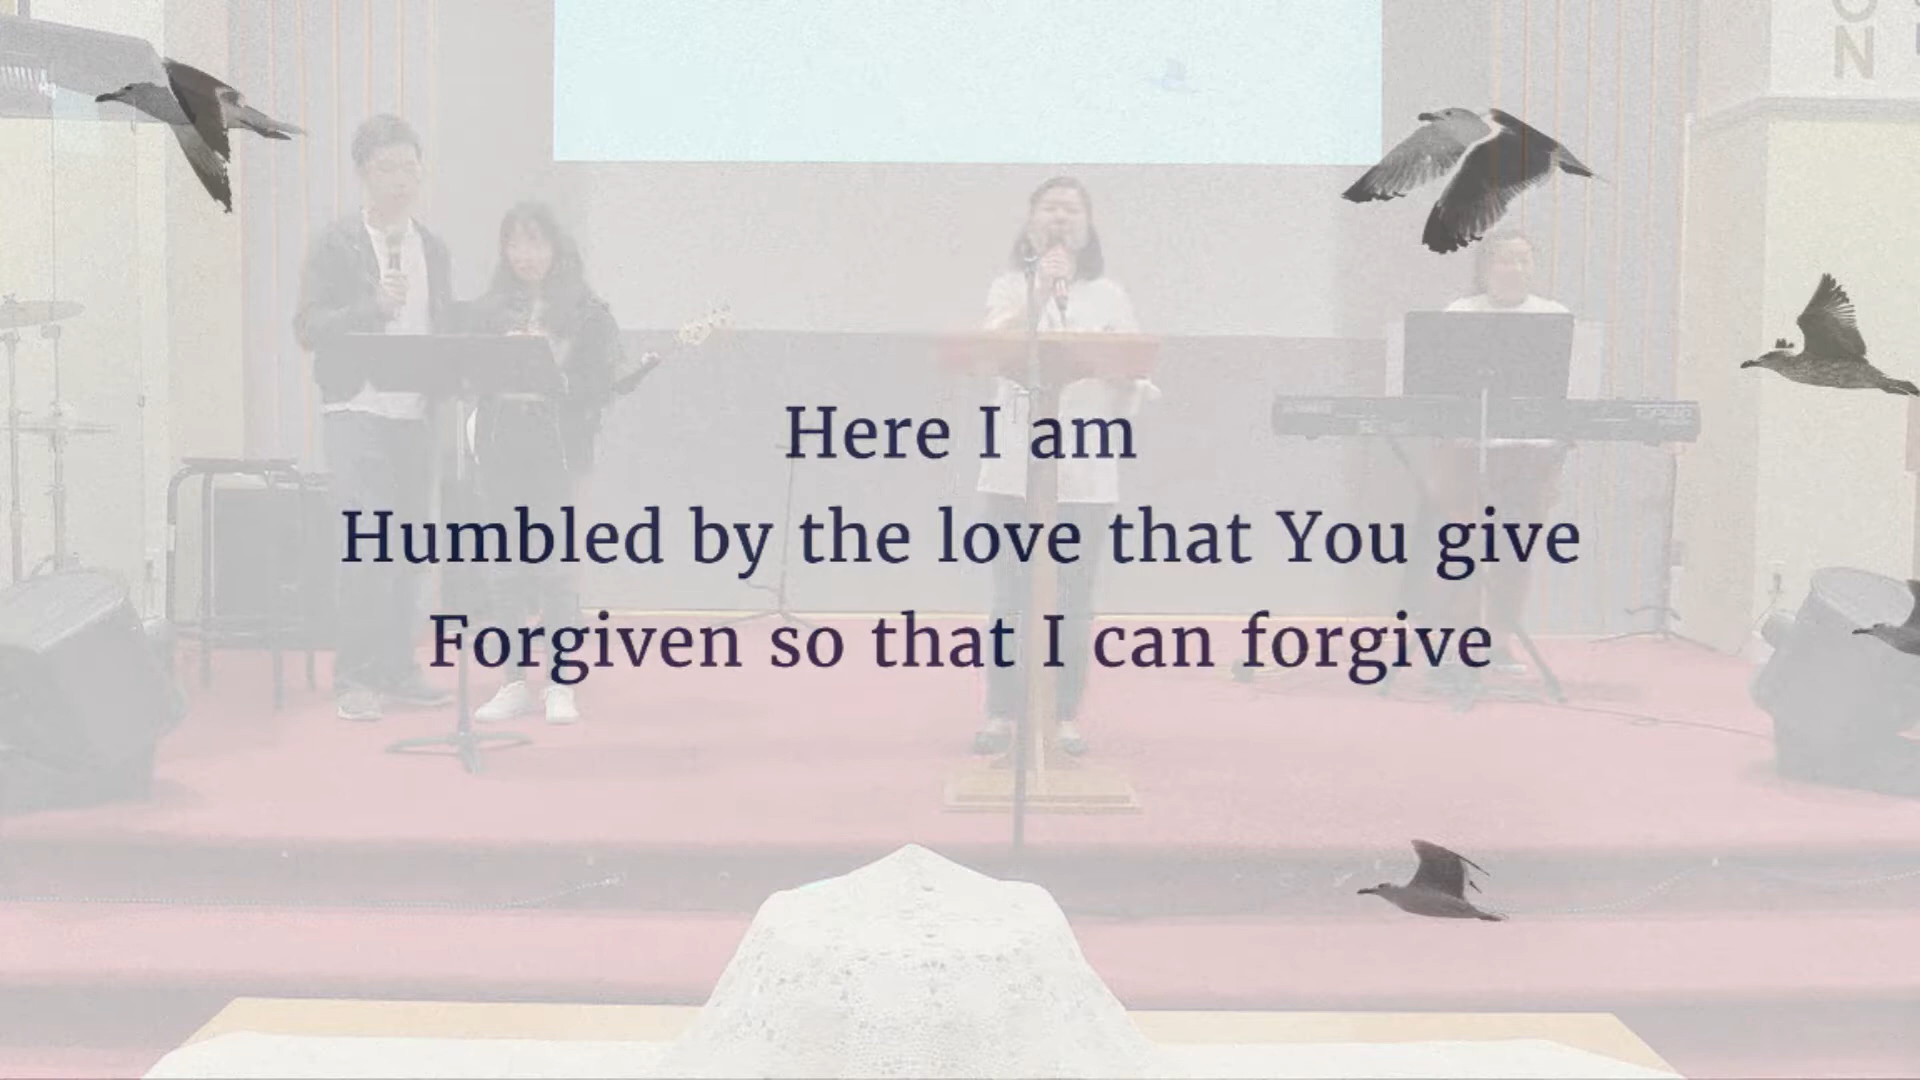 Here I am
Humbled by the love that You give
Forgiven so that I can forgive